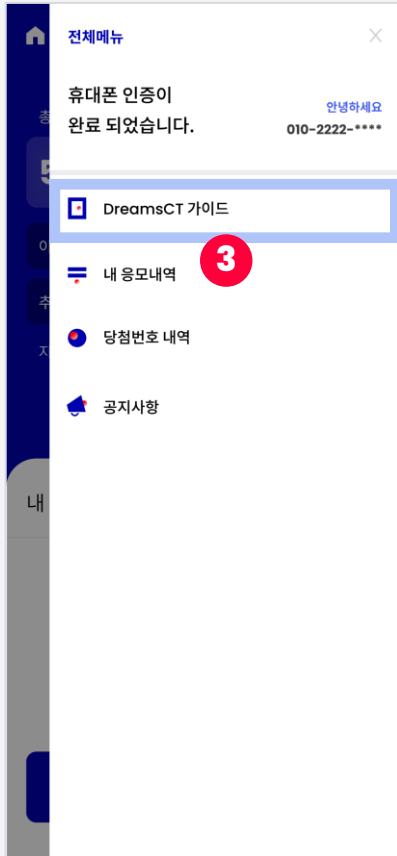 전체메뉴
휴대폰 인증이
완료 되었습니다.
안녕하세요
010-2222-****
DreamsCT 가이드
3
내 응모내역
당첨번호 내역
공지사항
내